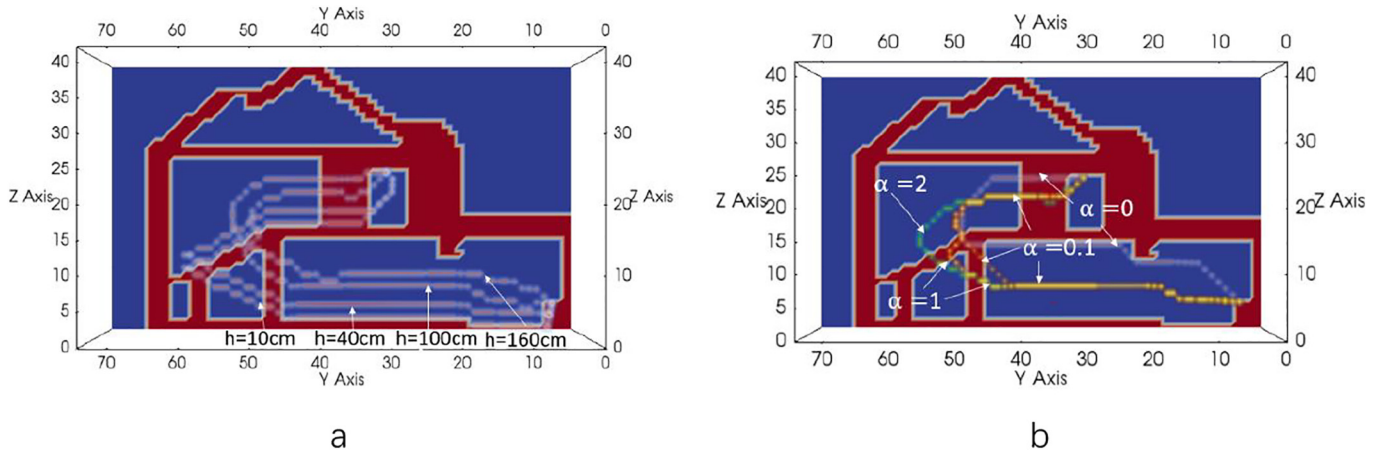 Y Axis
70 60 50 40 30 20 10 0
40 40
35
30 30
25
Z Axis 20 20 Z Axis
15
10 10
5
0 0
h=10cm h=40cm h=100cm h=160cm
70 60 50 40 30 20 10 0
Y Axis
a
Y Axis
70 60 50 40 30 20 10 0
40 40
35
30 30
25
α =2
Z Axis 20 α =0 20 Z Axis
15
α =0.1
10 10
α =1
5
0 0
70 60 50 40 30 20 10 0
Y Axis
b